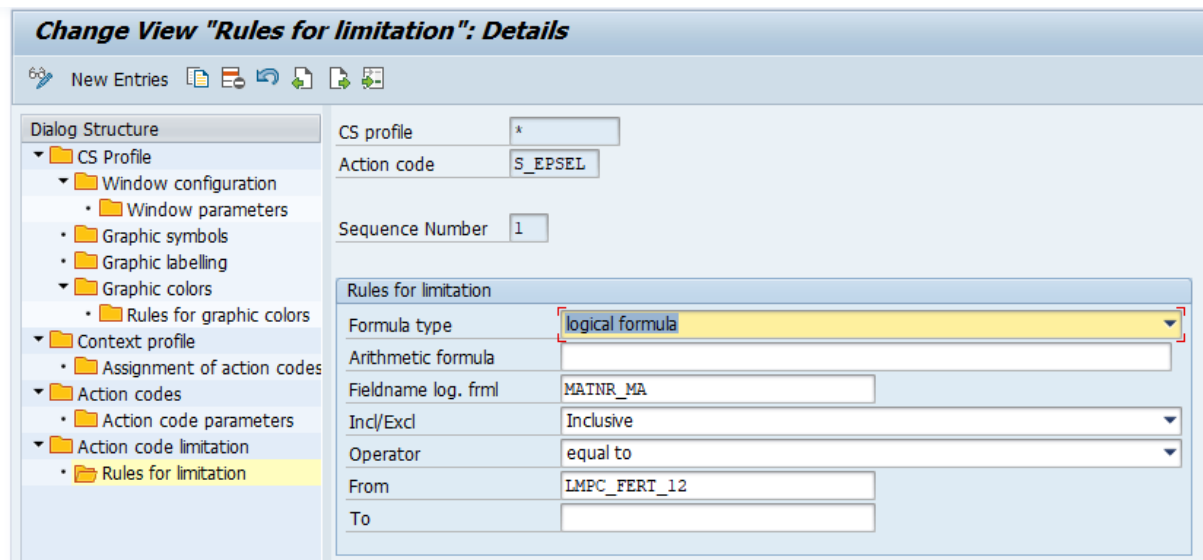 Change View "Rules for limitation": Details
New Entries
Dialog Structure
CS Profile
Window configuration
Window parameters
Graphic symbols
Graphic labelling
Graphic colors
Rules for graphic colors
Context profile
Assignment of action codes
Action codes
Action code parameters
Action code limitation
Rules for limitation
CS profile *
Action code S_EPSEL
Sequence Number 1
Rules for limitation
Formula type logical formula
Arithmetic formula
Fieldname log. frml MATNR_MA
Incl/Excl Inclusive
Operator equal to
From LMPC_FERT_12
To